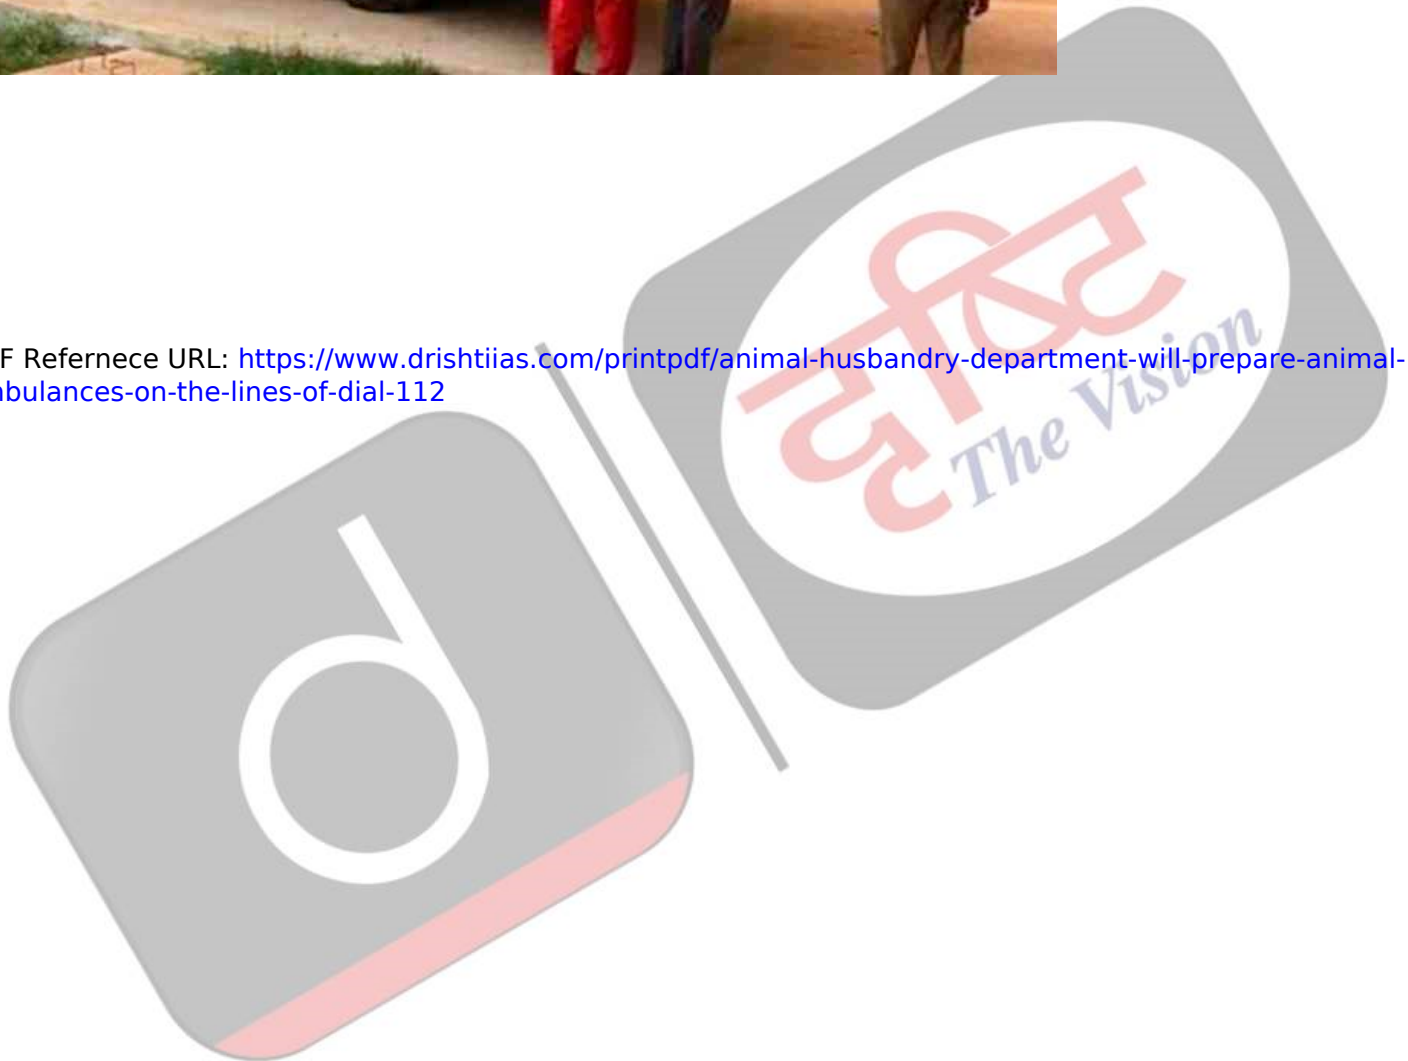 F Refernece URL: https://www.drishtiias.com/printpdf/animal-husbandry-department-will-prepare-animal-
nbulances-on-the-lines-of-dial-112
दृष्टि
The Vision
d